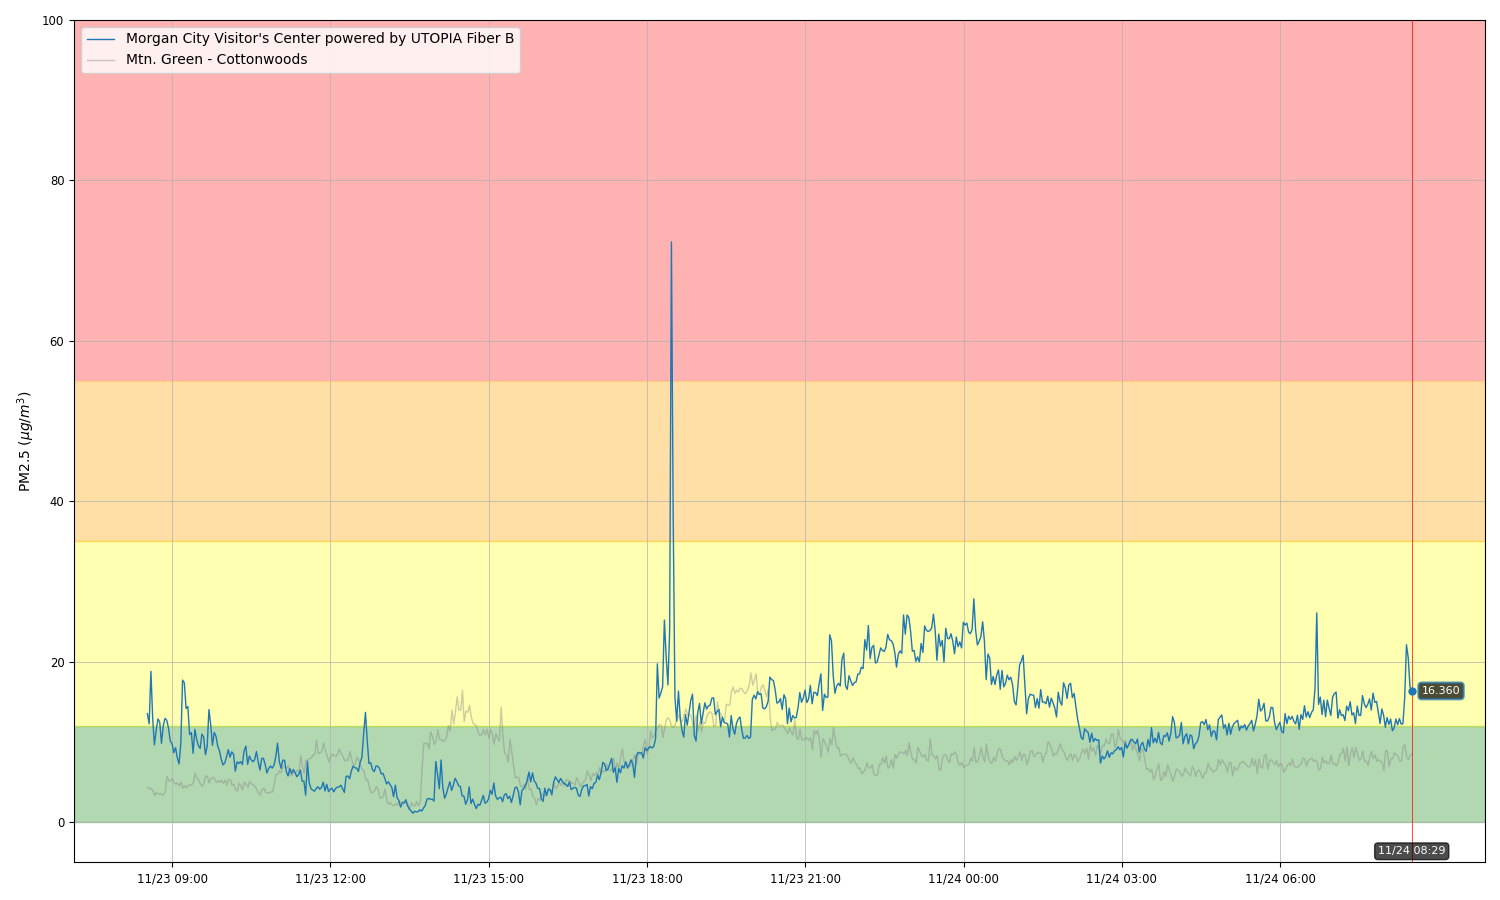 Morgan City Visitor's Center powered by UTOPIA Fiber B
Mtn. Green - Cottonwoods
100
80
60
40
20
0
PM2.5 (μg/m³)
16.360
11/24 08:29
11/23 09:00 11/23 12:00 11/23 15:00 11/23 18:00 11/23 21:00 11/24 00:00 11/24 03:00 11/24 06:00